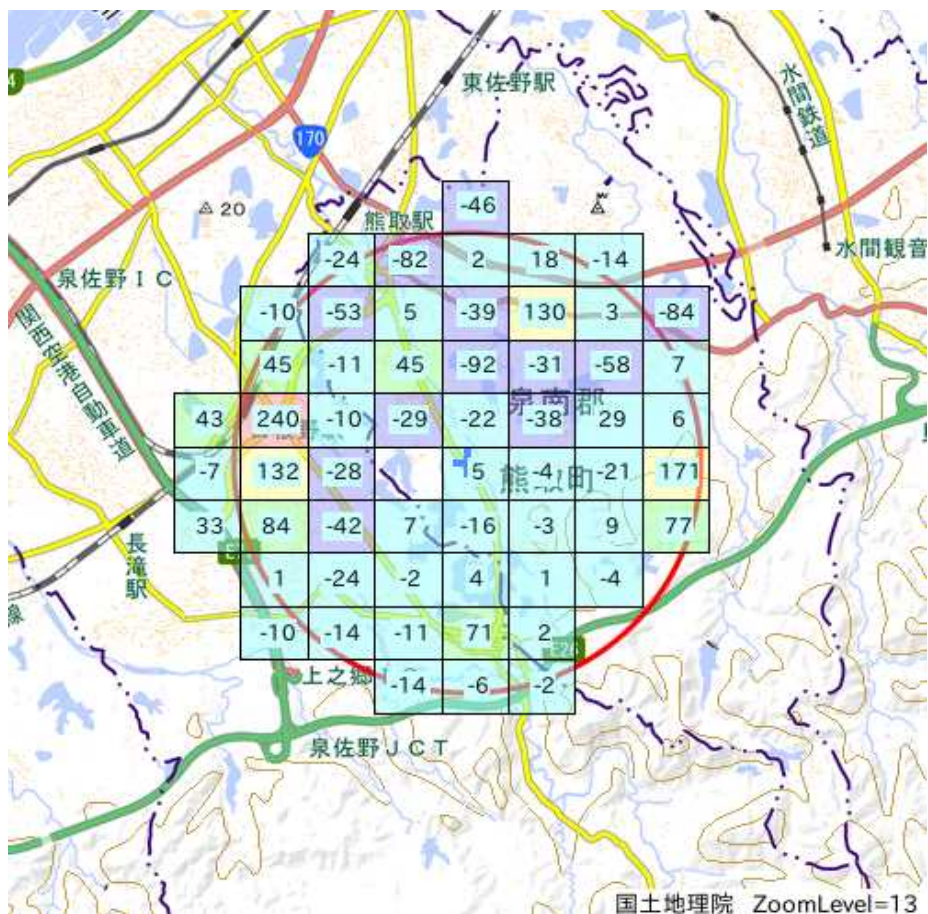 東佐野駅
水間鉄道
170
4
-46
20
熊取駅
水間観音
-24 -82 2 18 -14
泉佐野IC
-10 -53 5 -39 130 3 -84
関西空港自動車道
45 -11 45 -92 -31 -58 7
泉南郡
43 240 -10 -29 -22 -38 29 6
-7 132 -28 5 -4 -21 171
33 84 -42 7 -16 -3 9 77
長滝駅
1 -24 -2 4 1 -4
線
-10 -14 -11 71 2
上之郷
-14 -6 -2
泉佐野JCT
国土地理院 ZoomLevel=13